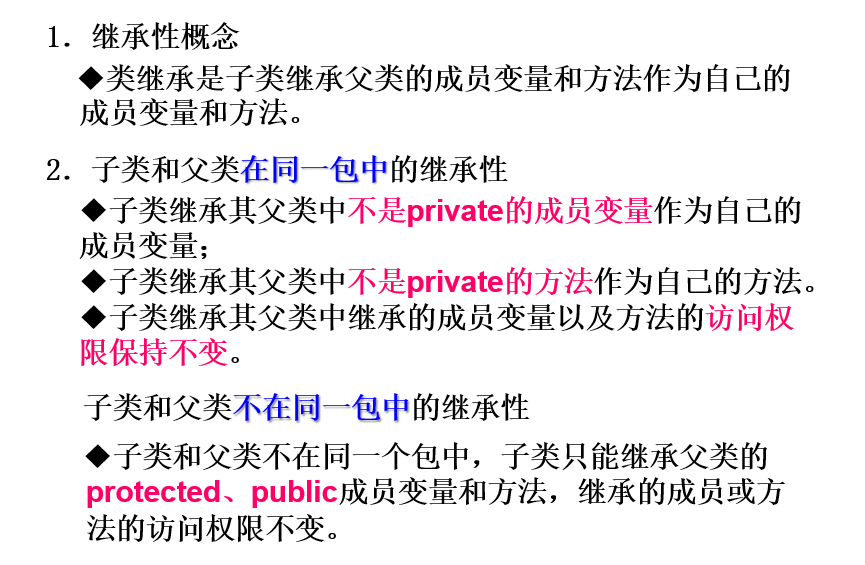 1．继承性概念
◆类继承是子类继承父类的成员变量和方法作为自己的
成员变量和方法。
2．子类和父类在同一包中的继承性
◆子类继承其父类中不是private的成员变量作为自己的
成员变量；
◆子类继承其父类中不是private的方法作为自己的方法。
◆子类继承其父类中继承的成员变量以及方法的访问权
限保持不变。
子类和父类不在同一包中的继承性
◆子类和父类不在同一个包中，子类只能继承父类的
protected、public成员变量和方法，继承的成员或方
法的访问权限不变。